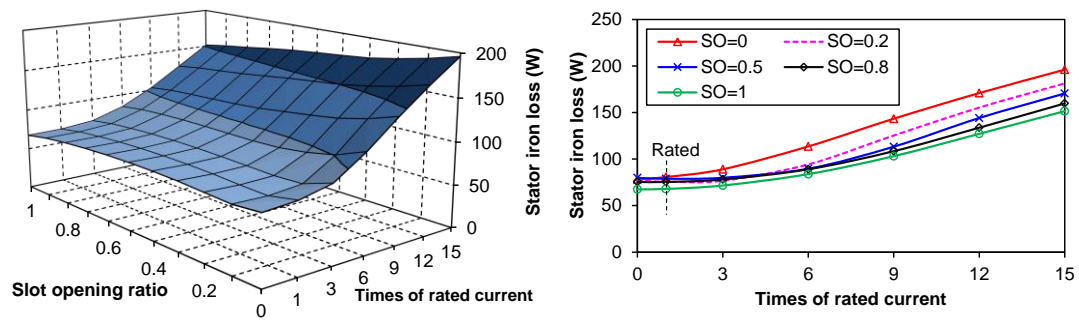 200
150
100
50
0
Stator iron loss (W)
1
0.8
0.6
0.4
0.2
0
Slot opening ratio
1
3
6
9
12
15
Times of rated current
250
200
150
100
50
0
Stator iron loss (W)
SO=0
SO=0.2
SO=0.5
SO=0.8
SO=1
Rated
0
3
6
9
12
15
Times of rated current